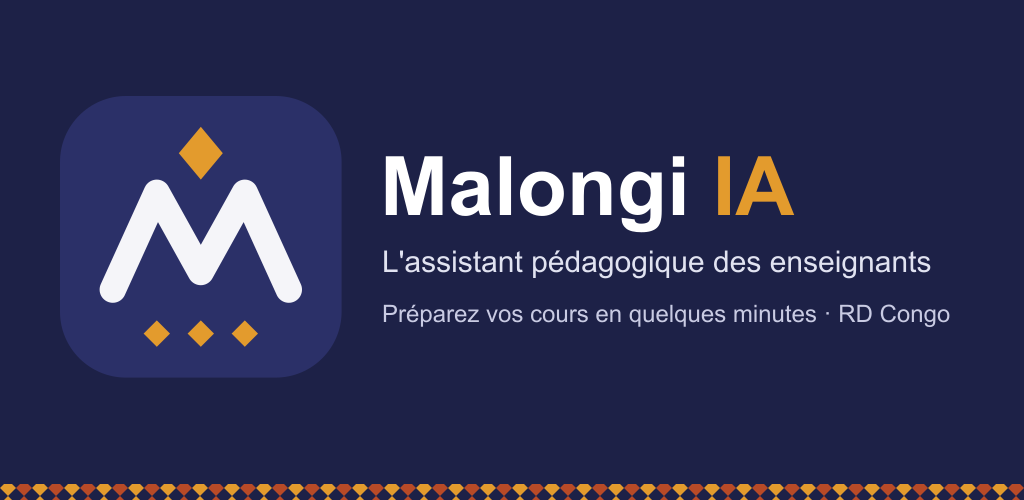 Malongi IA
L'assistant pédagogique des enseignants
Préparez vos cours en quelques minutes · RD Congo